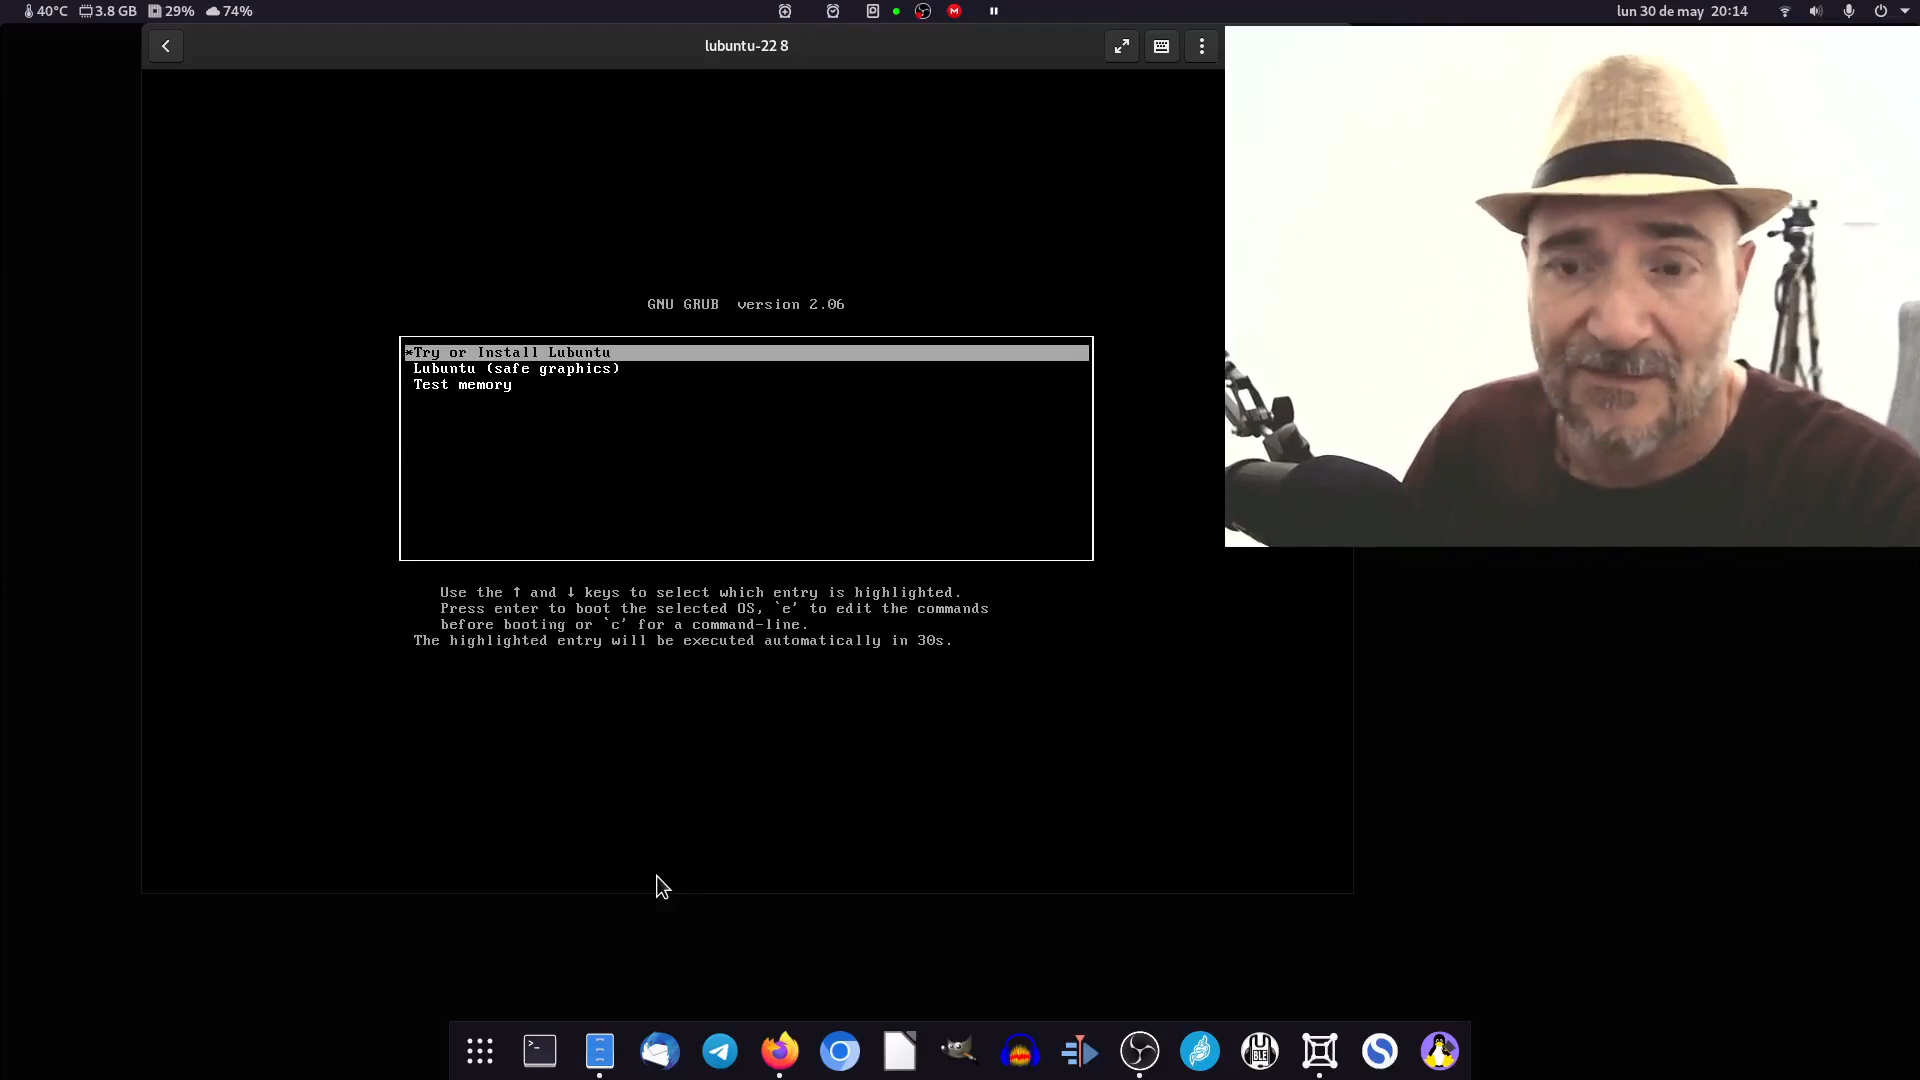 40°C 3.8 GB 29% 74%
lun 30 de may 20:14
lubuntu-22 8
GNU GRUB version 2.06
*Try or Install Lubuntu
Lubuntu (safe graphics)
Test memory
Use the ↑ and ↓ keys to select which entry is highlighted.
Press enter to boot the selected OS, `e' to edit the commands
before booting or `c' for a command-line.
The highlighted entry will be executed automatically in 30s.
>_
BLE